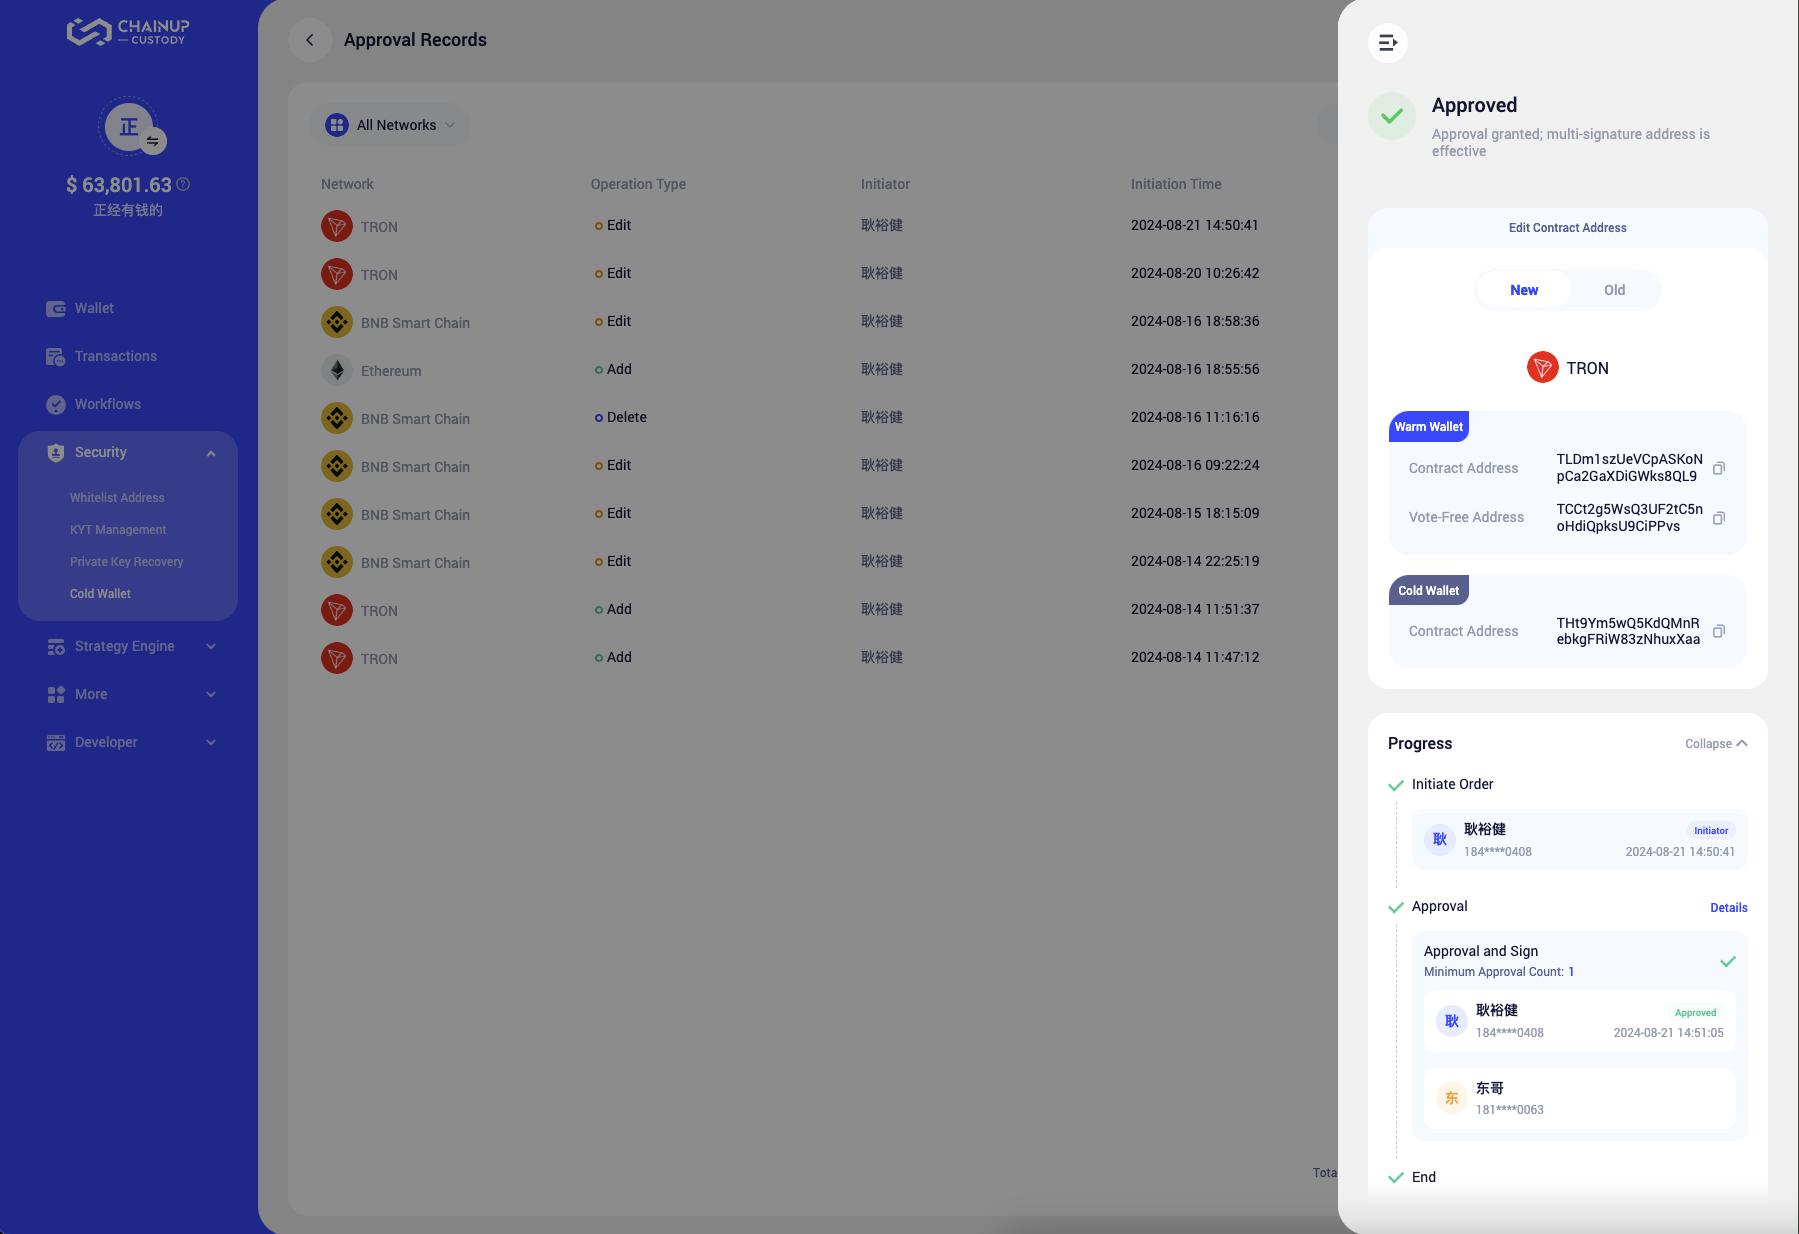 CHAINUP
CUSTODY
正
$ 63,801.63
正经有钱的
Wallet
Transactions
Workflows
Security
Whitelist Address
KYT Management
Private Key Recovery
Cold Wallet
Strategy Engine
More
Developer
Approval Records
All Networks
Network Operation Type Initiator Initiation Time
TRON Edit 耿裕健 2024-08-21 14:50:41
TRON Edit 耿裕健 2024-08-20 10:26:42
BNB Smart Chain Edit 耿裕健 2024-08-16 18:58:36
Ethereum Add 耿裕健 2024-08-16 18:55:56
BNB Smart Chain Delete 耿裕健 2024-08-16 11:16:16
BNB Smart Chain Edit 耿裕健 2024-08-16 09:22:24
BNB Smart Chain Edit 耿裕健 2024-08-15 18:15:09
BNB Smart Chain Edit 耿裕健 2024-08-14 22:25:19
TRON Add 耿裕健 2024-08-14 11:51:37
TRON Add 耿裕健 2024-08-14 11:47:12
Tota
Approved
Approval granted; multi-signature address is
effective
Edit Contract Address
New Old
TRON
Warm Wallet
Contract Address TLDm1szUeVCpASKoN
pCa2GaXDiGWks8QL9
Vote-Free Address TCCt2g5WsQ3UF2tC5n
oHdiQpksU9CiPPvs
Cold Wallet
Contract Address THt9Ym5wQ5KdQMnR
ebkgFRiW83zNhuxXaa
Progress Collapse
Initiate Order
耿 耿裕健 Initiator
184****0408 2024-08-21 14:50:41
Approval Details
Approval and Sign
Minimum Approval Count: 1
耿 耿裕健 Approved
184****0408 2024-08-21 14:51:05
东 东哥
181****0063
End